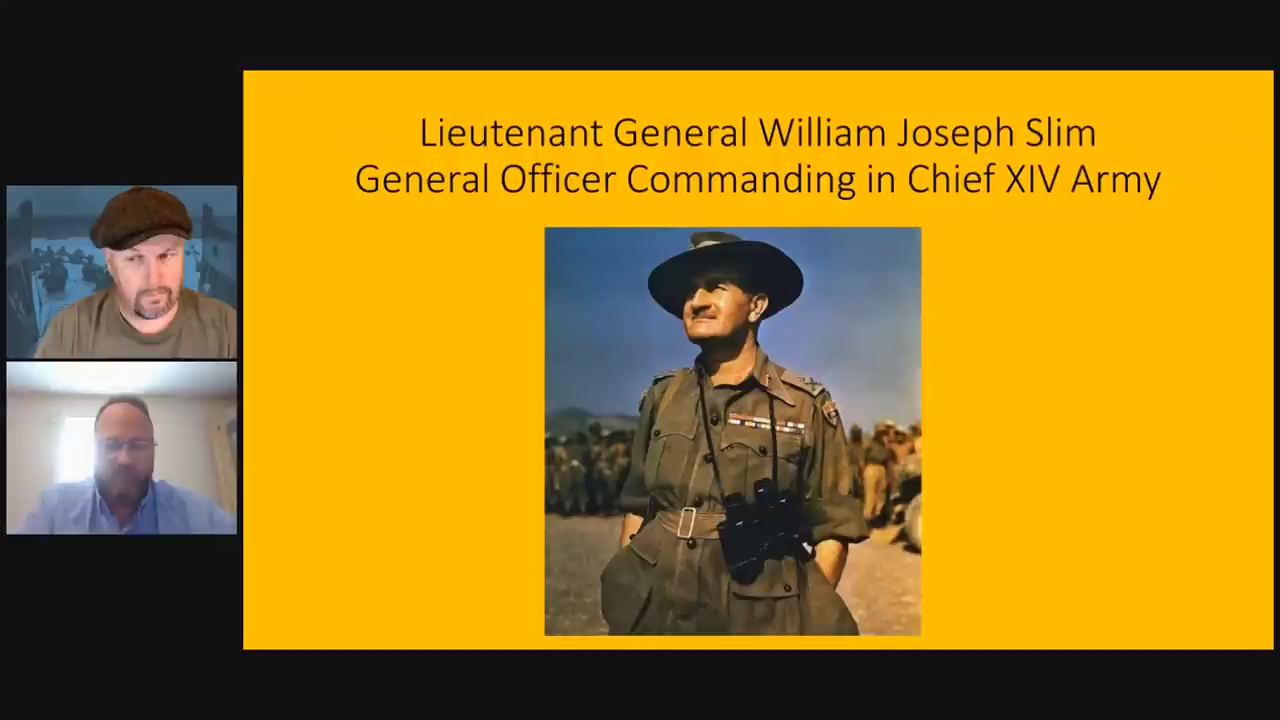 Lieutenant General William Joseph Slim
General Officer Commanding in Chief XIV Army